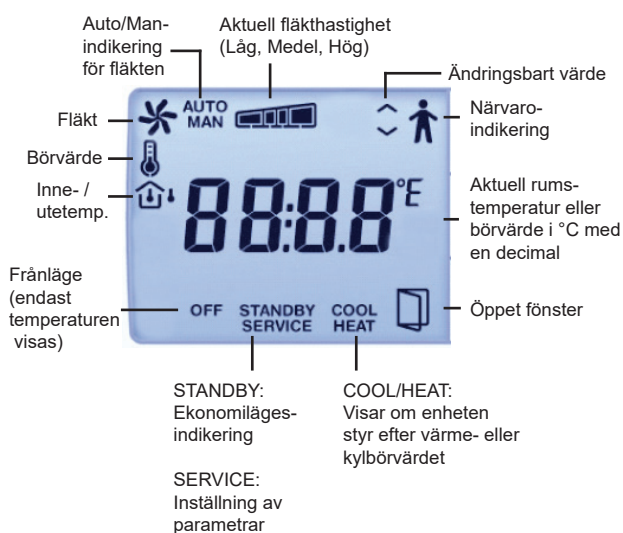 Auto/Man-
indikering
för fläkten
Aktuell fläkthastighet
(Låg, Medel, Hög)
Ändringsbart värde
Fläkt
AUTO
MAN
Närvaro-
indikering
Börvärde
Inne- /
utetemp.
88:8.8°E
Aktuell rums-
temperatur eller
börvärde i °C med
en decimal
Frånläge
(endast
temperaturen
visas)
OFF
STANDBY
SERVICE
COOL
HEAT
Öppet fönster
STANDBY:
Ekonomiläges-
indikering
SERVICE:
Inställning av
parametrar
COOL/HEAT:
Visar om enheten
styr efter värme- eller
kylbörvärdet